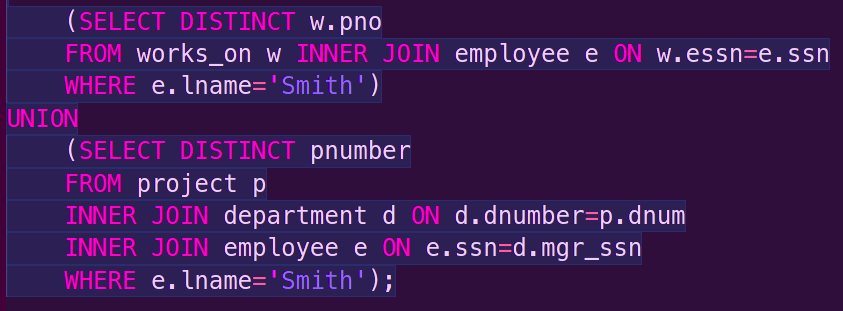 (SELECT DISTINCT w.pno
FROM works_on w INNER JOIN employee e ON w.essn=e.ssn
WHERE e.lname='Smith')
UNION
(SELECT DISTINCT pnumber
FROM project p
INNER JOIN department d ON d.dnumber=p.dnum
INNER JOIN employee e ON e.ssn=d.mgr_ssn
WHERE e.lname='Smith');